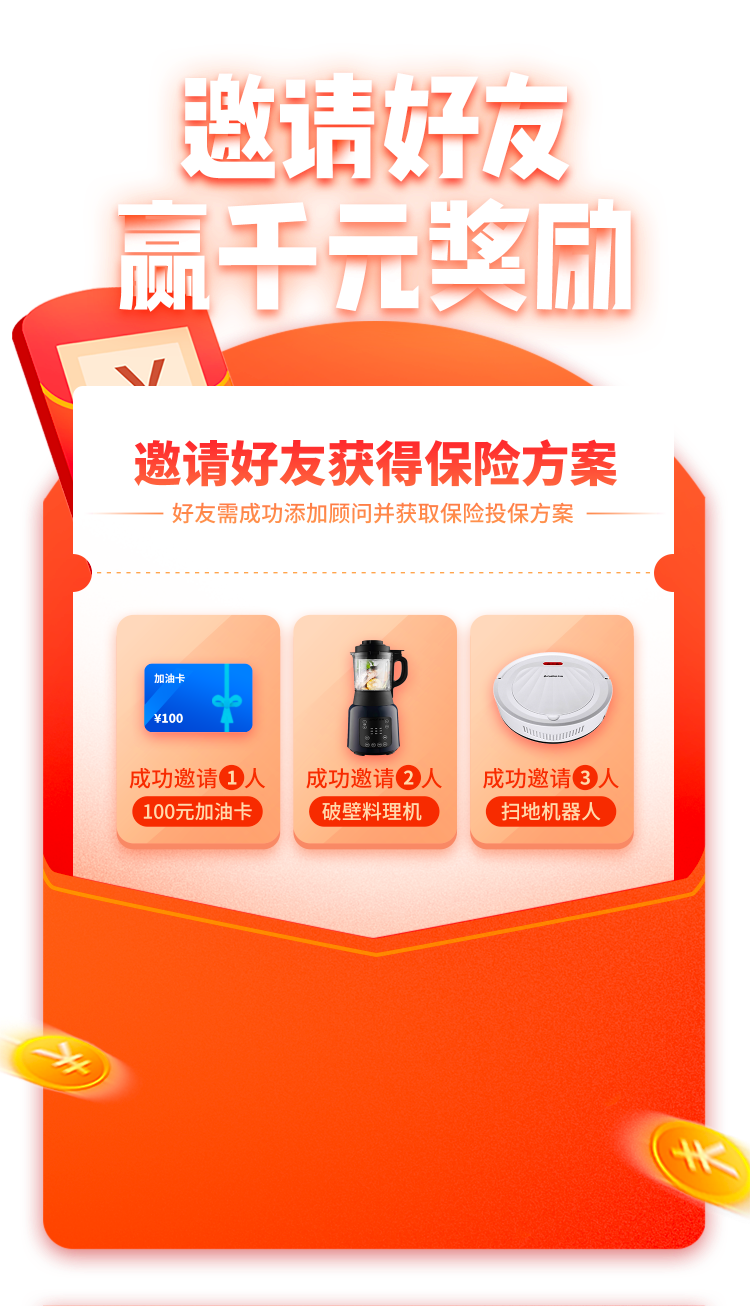 邀请好友
赢千元奖励
邀请好友获得保险方案
好友需成功添加顾问并获取保险投保方案
加油卡
¥100
成功邀请1人
100元加油卡
成功邀请2人
破壁料理机
成功邀请3人
扫地机器人